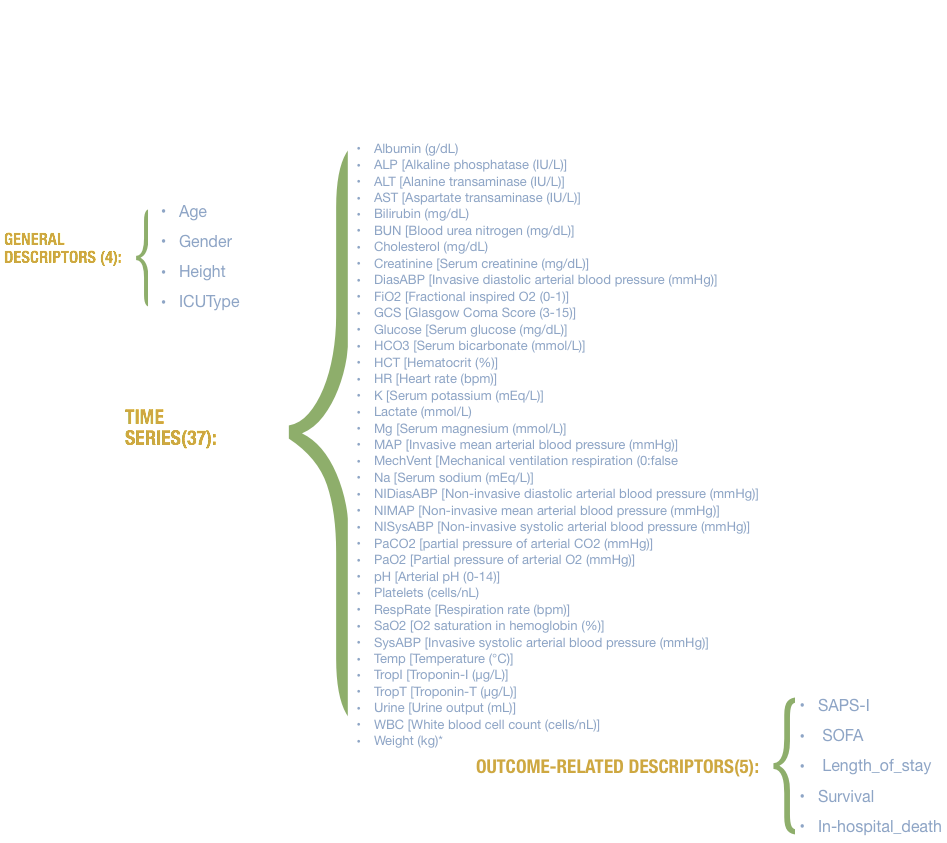 GENERAL
DESCRIPTORS (4):
• Age
• Gender
• Height
• ICUType
TIME
SERIES(37):
• Albumin (g/dL)
• ALP [Alkaline phosphatase (IU/L)]
• ALT [Alanine transaminase (IU/L)]
• AST [Aspartate transaminase (IU/L)]
• Bilirubin (mg/dL)
• BUN [Blood urea nitrogen (mg/dL)]
• Cholesterol (mg/dL)
• Creatinine [Serum creatinine (mg/dL)]
• DiasABP [Invasive diastolic arterial blood pressure (mmHg)]
• FiO2 [Fractional inspired O2 (0-1)]
• GCS [Glasgow Coma Score (3-15)]
• Glucose [Serum glucose (mg/dL)]
• HCO3 [Serum bicarbonate (mmol/L)]
• HCT [Hematocrit (%)]
• HR [Heart rate (bpm)]
• K [Serum potassium (mEq/L)]
• Lactate (mmol/L)
• Mg [Serum magnesium (mmol/L)]
• MAP [Invasive mean arterial blood pressure (mmHg)]
• MechVent [Mechanical ventilation respiration (0:false
• Na [Serum sodium (mEq/L)]
• NIDiasABP [Non-invasive diastolic arterial blood pressure (mmHg)]
• NIMAP [Non-invasive mean arterial blood pressure (mmHg)]
• NISysABP [Non-invasive systolic arterial blood pressure (mmHg)]
• PaCO2 [partial pressure of arterial CO2 (mmHg)]
• PaO2 [Partial pressure of arterial O2 (mmHg)]
• pH [Arterial pH (0-14)]
• Platelets (cells/nL)
• RespRate [Respiration rate (bpm)]
• SaO2 [O2 saturation in hemoglobin (%)]
• SysABP [Invasive systolic arterial blood pressure (mmHg)]
• Temp [Temperature (°C)]
• TropI [Troponin-I (μg/L)]
• TropT [Troponin-T (μg/L)]
• Urine [Urine output (mL)]
• WBC [White blood cell count (cells/nL)]
• Weight (kg)*
OUTCOME-RELATED DESCRIPTORS(5):
• SAPS-I
• SOFA
• Length_of_stay
• Survival
• In-hospital_death